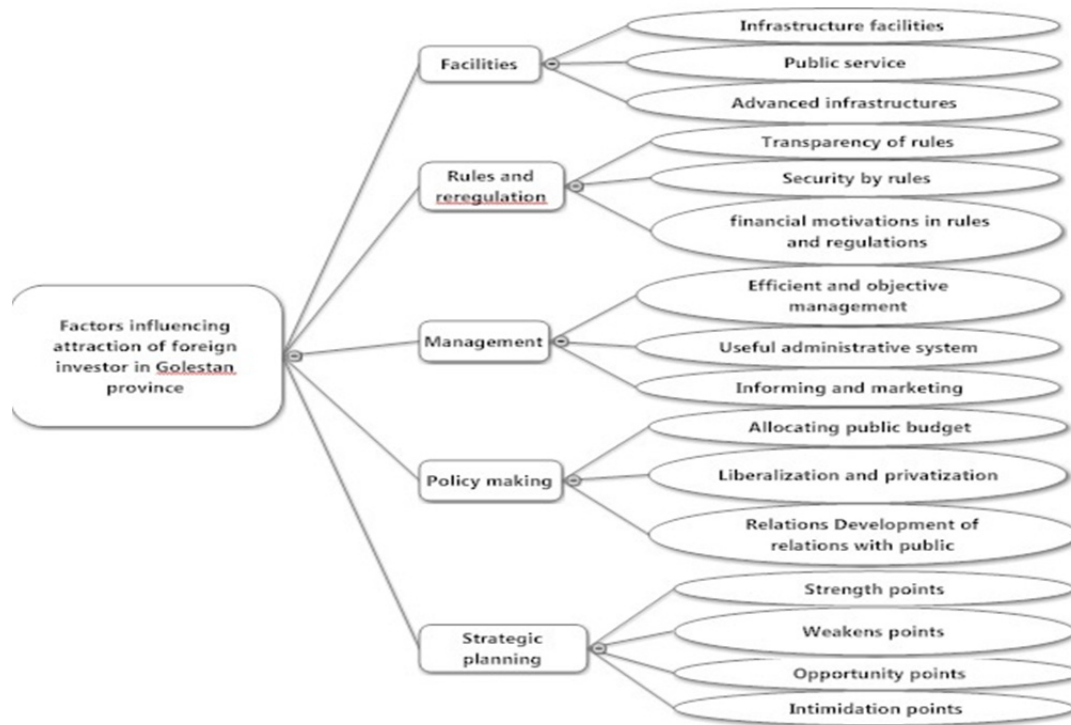 Factors influencing
attraction of foreign
investor in Golestan
province
Facilities
Infrastructure facilities
Public service
Advanced infrastructures
Rules and
reregulation
Transparency of rules
Security by rules
financial motivations in rules
and regulations
Management
Efficient and objective
management
Useful administrative system
Informing and marketing
Policy making
Allocating public budget
Liberalization and privatization
Relations Development of
relations with public
Strategic
planning
Strength points
Weakens points
Opportunity points
Intimidation points